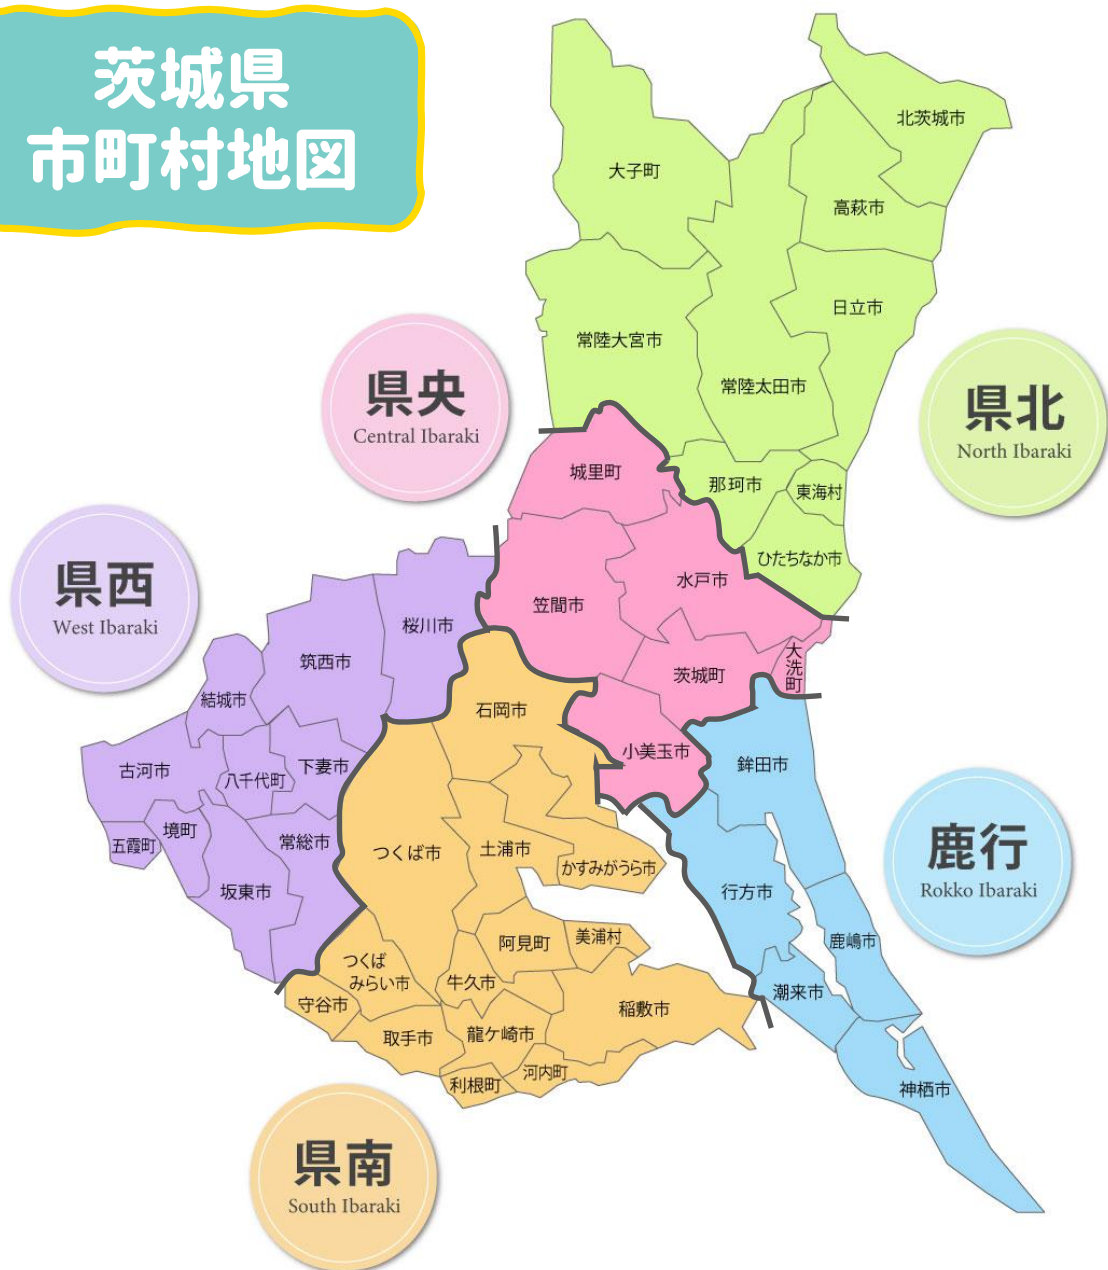 茨城県
市町村地図
北茨城市
大子町
高萩市
日立市
常陸大宮市
常陸太田市
県央
Central Ibaraki
県北
North Ibaraki
城里町
那珂市
東海村
ひたちなか市
水戸市
笠間市
茨城町
大洗町
小美玉市
県西
West Ibaraki
桜川市
筑西市
結城市
古河市
八千代町
下妻市
五霞町
境町
常総市
坂東市
石岡市
つくば市
土浦市
かすみがうら市
阿見町
美浦村
つくば
みらい市
牛久市
守谷市
取手市
龍ケ崎市
稲敷市
利根町
河内町
鉾田市
行方市
鹿嶋市
潮来市
神栖市
鹿行
Rokko Ibaraki
県南
South Ibaraki